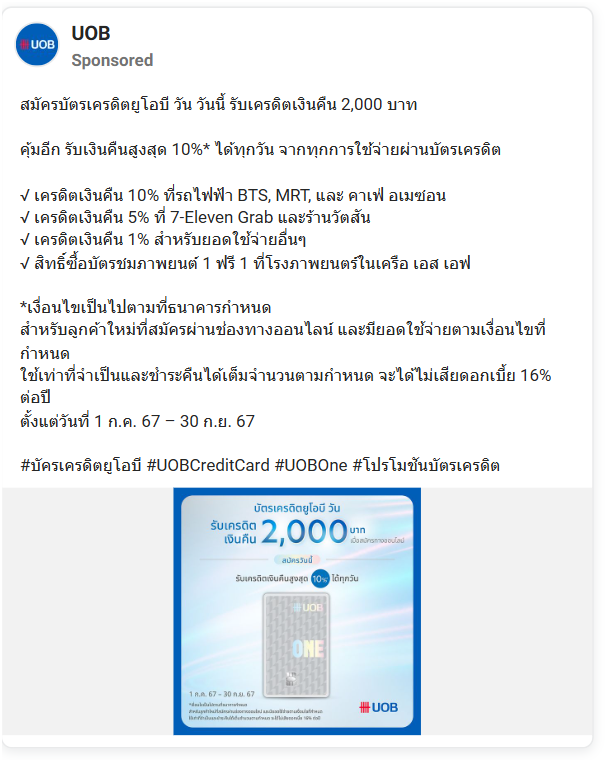 UOB
UOB
Sponsored
สมัครบัตรเครดิตยูโอบี วัน วันนี้ รับเครดิตเงินคืน 2,000 บาท
คุ้มอีก รับเงินคืนสูงสุด 10%* ได้ทุกวัน จากทุกการใช้จ่ายผ่านบัตรเครดิต
√ เครดิตเงินคืน 10% ที่รถไฟฟ้า BTS, MRT, และ คาเฟ่ อเมซอน
√ เครดิตเงินคืน 5% ที่ 7-Eleven Grab และร้านวัตสัน
√ เครดิตเงินคืน 1% สำหรับยอดใช้จ่ายอื่นๆ
√ สิทธิ์ซื้อบัตรชมภาพยนต์ 1 ฟรี 1 ที่โรงภาพยนตร์ในเครือ เอส เอฟ
*เงื่อนไขเป็นไปตามที่ธนาคารกำหนด
สำหรับลูกค้าใหม่ที่สมัครผ่านช่องทางออนไลน์ และมียอดใช้จ่ายตามเงื่อนไขที่
กำหนด
ใช้เท่าที่จำเป็นและชำระคืนได้เต็มจำนวนตามกำหนด จะได้ไม่เสียดอกเบี้ย 16%
ต่อปี
ตั้งแต่วันที่ 1 ก.ค. 67 – 30 ก.ย. 67
#บัครเครดิตยูโอบี #UOBCreditCard #UOBOne #โปรโมชันบัตรเครดิต
บัตรเครดิตยูโอบี วัน
รับเครดิต
เงินคืน 2,000 บาท
เมื่อสมัครทางออนไลน์
สมัครวันนี้
รับเครดิตเงินคืนสูงสุด 10% ได้ทุกวัน
UOB
ONE
1 ก.ค. 67 – 30 ก.ย. 67
UOB